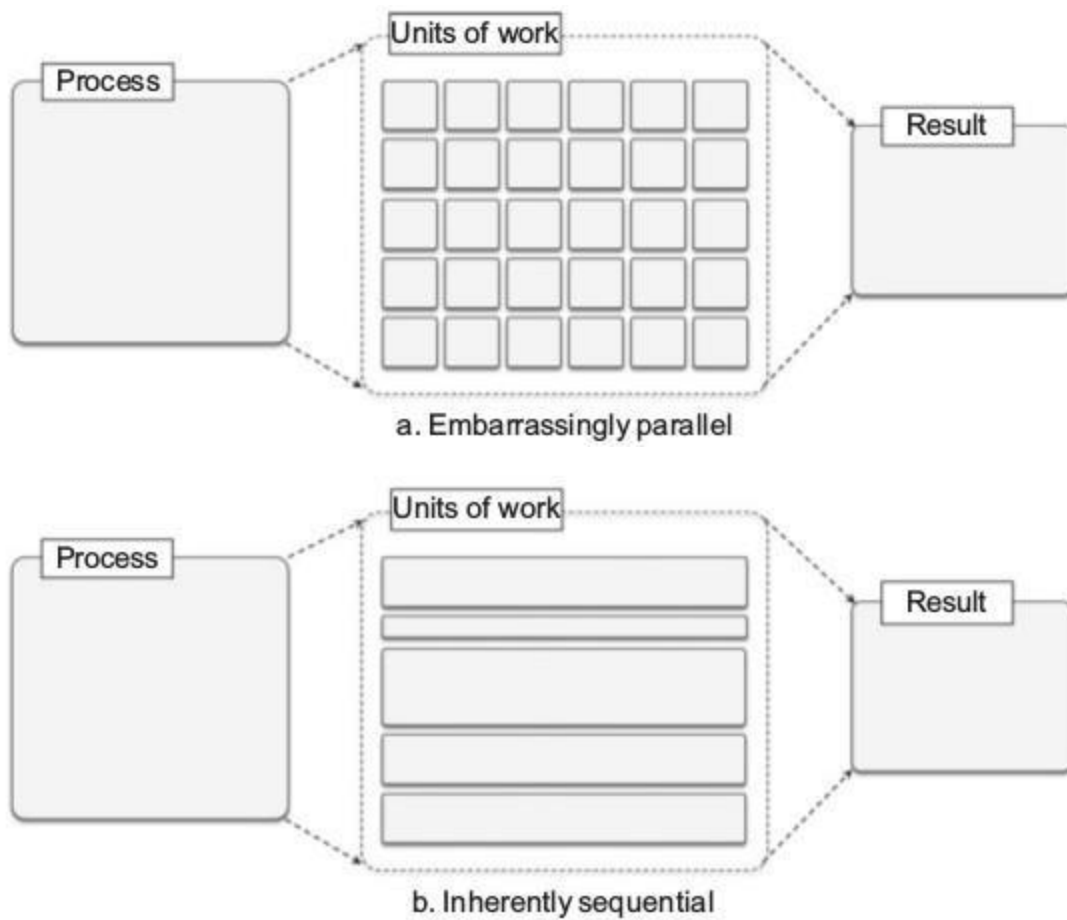 Units of work
Process
Result
a. Embarrassingly parallel
Units of work
Process
Result
b. Inherently sequential